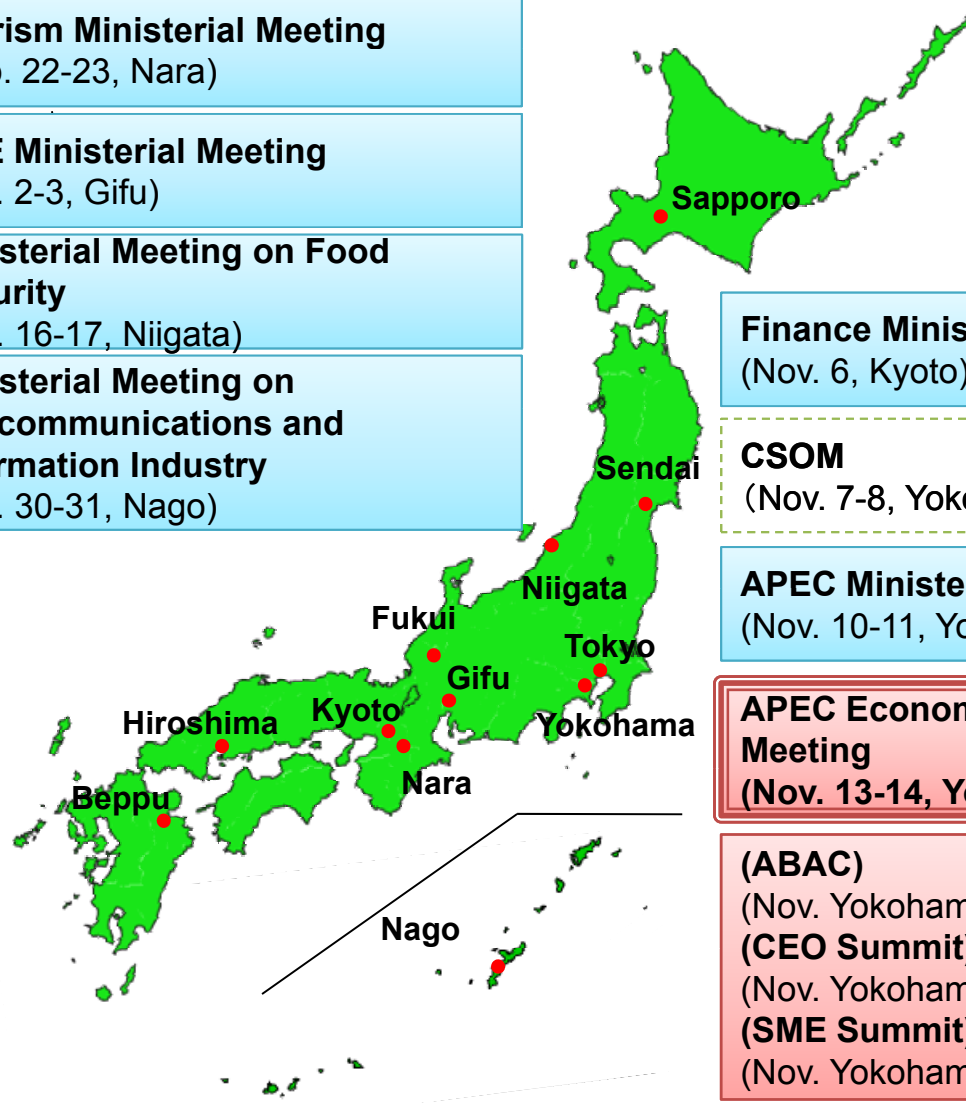 rism Ministerial Meeting
. 22-23, Nara)
E Ministerial Meeting
. 2-3, Gifu)
sterial Meeting on Food
urity
. 16-17, Niigata)
sterial Meeting on
communications and
rmation Industry
. 30-31, Nago)
Sapporo
Finance Minis
(Nov. 6, Kyoto)
CSOM
（Nov. 7-8, Yok
APEC Ministe
(Nov. 10-11, Yo
APEC Econom
Meeting
(Nov. 13-14, Yo
(ABAC)
(Nov. Yokoham
(CEO Summit)
(Nov. Yokoham
(SME Summit)
(Nov. Yokoham
Sendai
Niigata
Fukui
Tokyo
Gifu
Kyoto
Hiroshima
Yokohama
Nara
Beppu
Nago